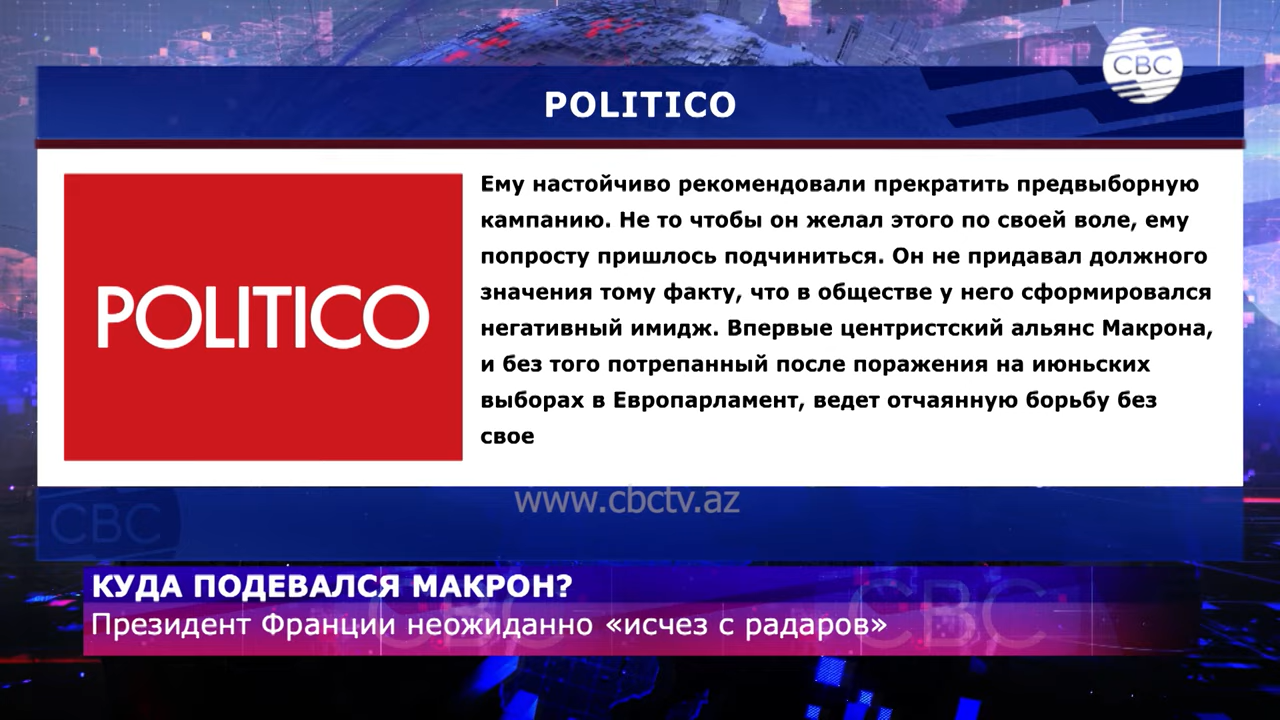 CBC
POLITICO
POLITICO
Ему настойчиво рекомендовали прекратить предвыборную
кампанию. Не то чтобы он желал этого по своей воле, ему
попросту пришлось подчиниться. Он не придавал должного
значения тому факту, что в обществе у него сформировался
негативный имидж. Впервые центристский альянс Макрона,
и без того потрепанный после поражения на июньских
выборах в Европарламент, ведет отчаянную борьбу без
свое
www.cbctv.az
CBC
КУДА ПОДЕВАЛСЯ МАКРОН?
Президент Франции неожиданно «исчез с радаров»
CBC
CBC